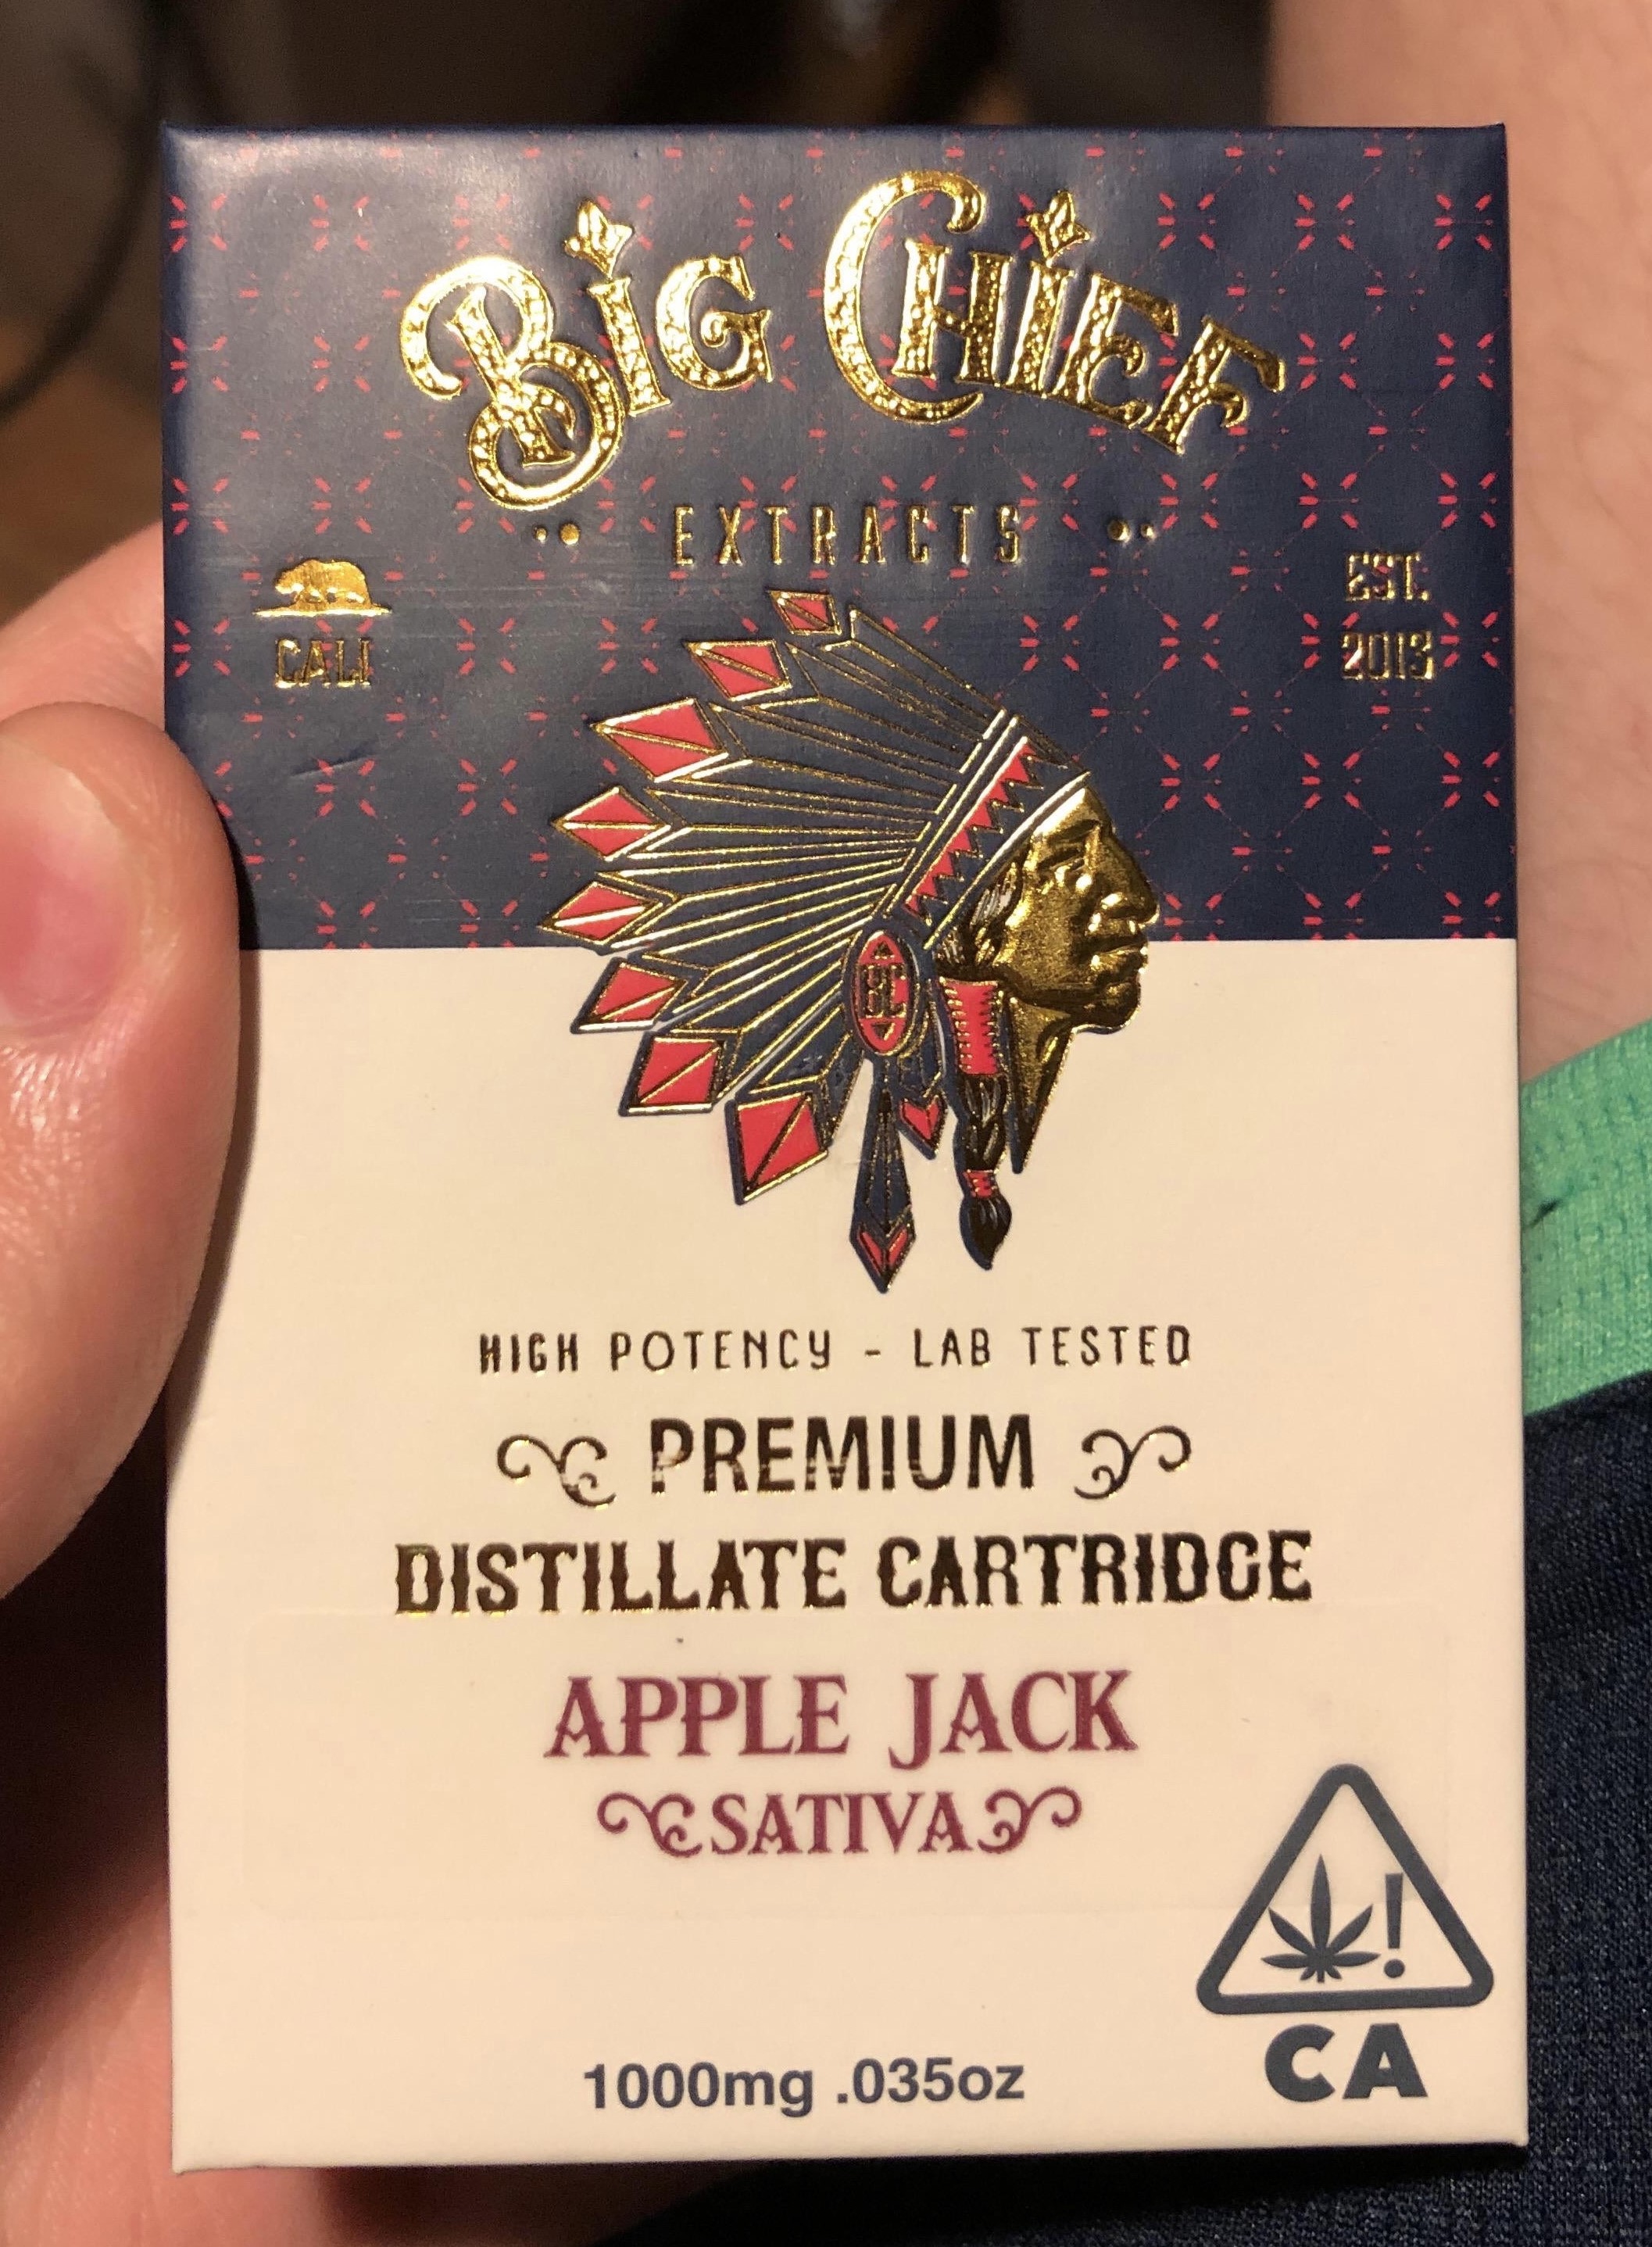 BIG CHIEF
EXTRACTS
CALI
EST.
2013
BC
HIGH POTENCY - LAB TESTED
PREMIUM
DISTILLATE CARTRIDGE
APPLE JACK
SATIVA
!
CA
1000mg .035oz